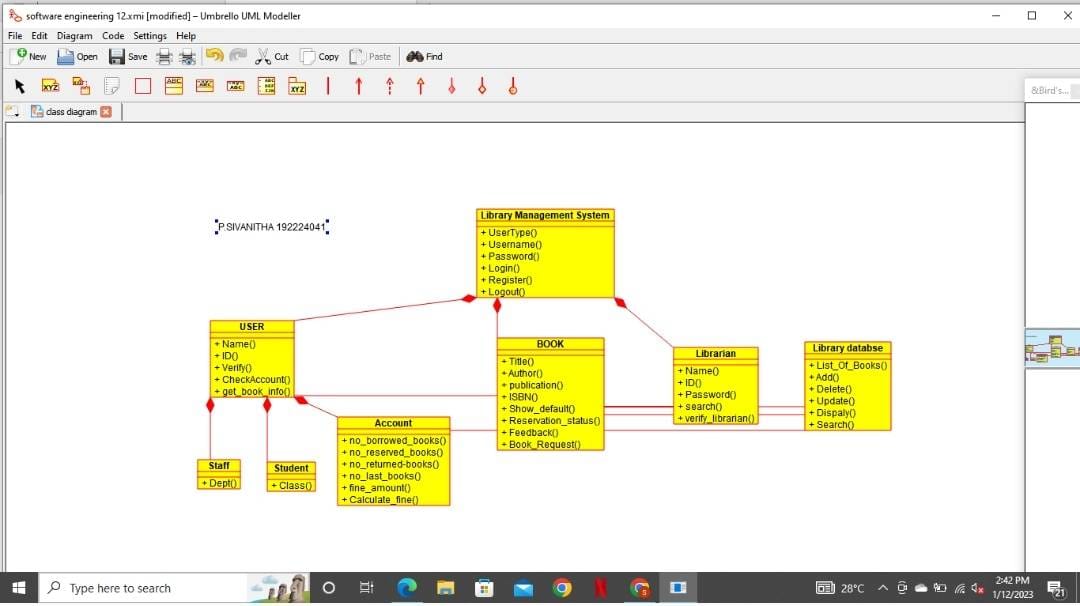 software engineering 12.xmi [modified] – Umbrello UML Modeller
File Edit Diagram Code Settings Help
New Open Save Cut Copy Paste Find
XYZ ABC XYZ
class diagram
&Bird's...
P.SIVANITHA 192224041
Library Management System
+ UserType()
+ Username()
+ Password()
+ Login()
+ Register()
+ Logout()
USER
+ Name()
+ ID()
+ Verify()
+ CheckAccount()
+ get_book_info()
BOOK
+ Title()
+ Author()
+ publication()
+ ISBN()
+ Show_default()
+ Reservation_status()
+ Feedback()
+ Book_Request()
Librarian
+ Name()
+ ID()
+ Password()
+ search()
+ verify_librarian()
Library databse
+ List_Of_Books()
+ Add()
+ Delete()
+ Update()
+ Dispaly()
+ Search()
Account
+ no_borrowed_books()
+ no_reserved_books()
+ no_returned-books()
+ no_last_books()
+ fine_amount()
+ Calculate_fine()
Staff
+ Dept()
Student
+ Class()
Type here to search
28°C
2:42 PM
1/12/2023
21